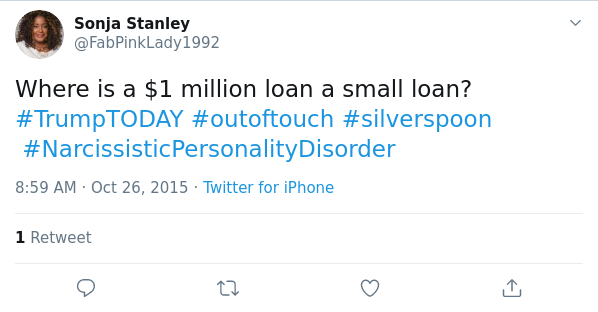 Sonja Stanley
@FabPinkLady1992
Where is a $1 million loan a small loan?
#TrumpTODAY #outoftouch #silverspoon
#NarcissisticPersonalityDisorder
8:59 AM · Oct 26, 2015 · Twitter for iPhone
1 Retweet